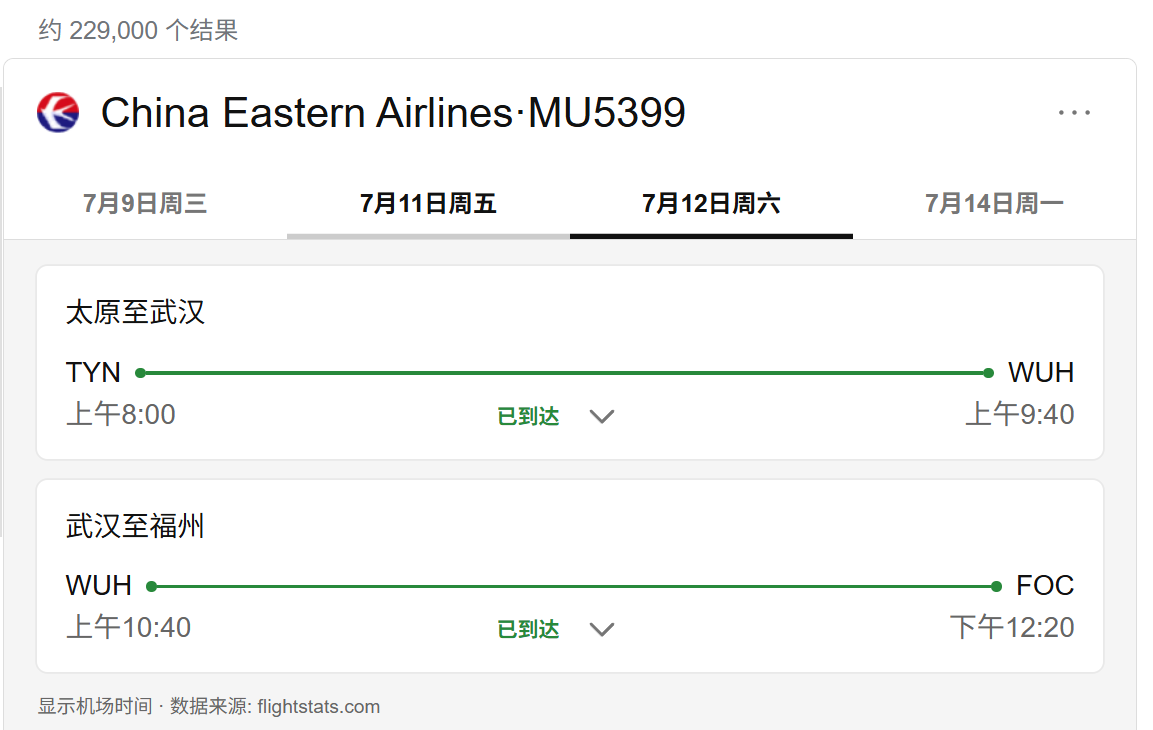 约 229,000 个结果
China Eastern Airlines·MU5399
7月9日周三 7月11日周五 7月12日周六 7月14日周一
太原至武汉
TYN WUH
上午8:00 已到达 上午9:40
武汉至福州
WUH FOC
上午10:40 已到达 下午12:20
显示机场时间 · 数据来源: flightstats.com